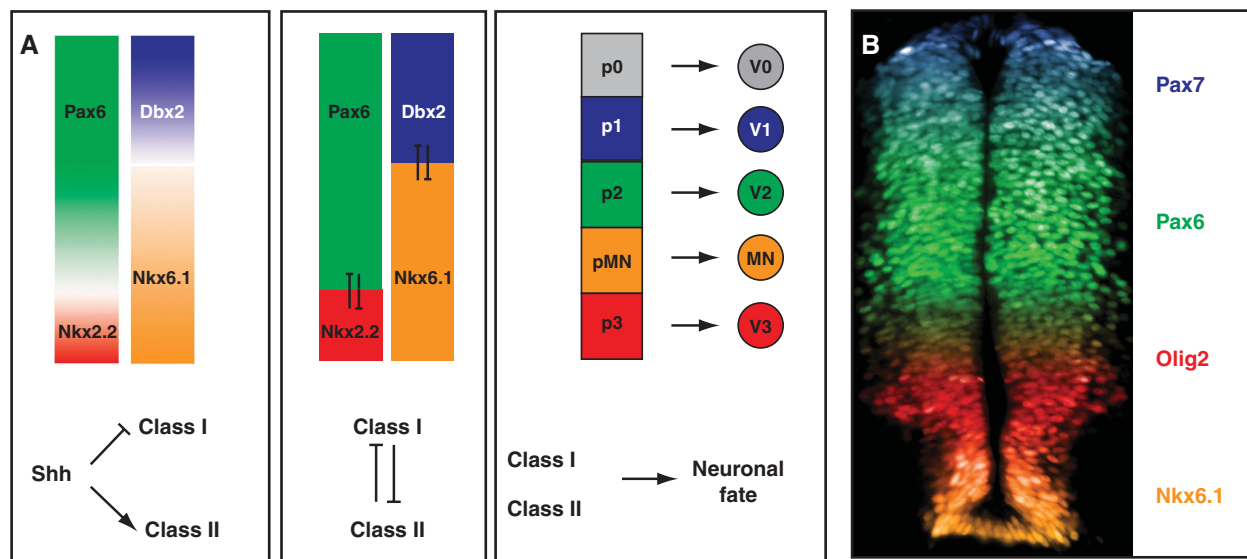 A
Pax6
Dbx2
Nkx6.1
Nkx2.2
Shh
Class I
Class II
Pax6
Dbx2
Nkx6.1
Nkx2.2
Class I
Class II
p0
V0
p1
V1
p2
V2
pMN
MN
p3
V3
Class I
Class II
Neuronal
fate
B
Pax7
Pax6
Olig2
Nkx6.1